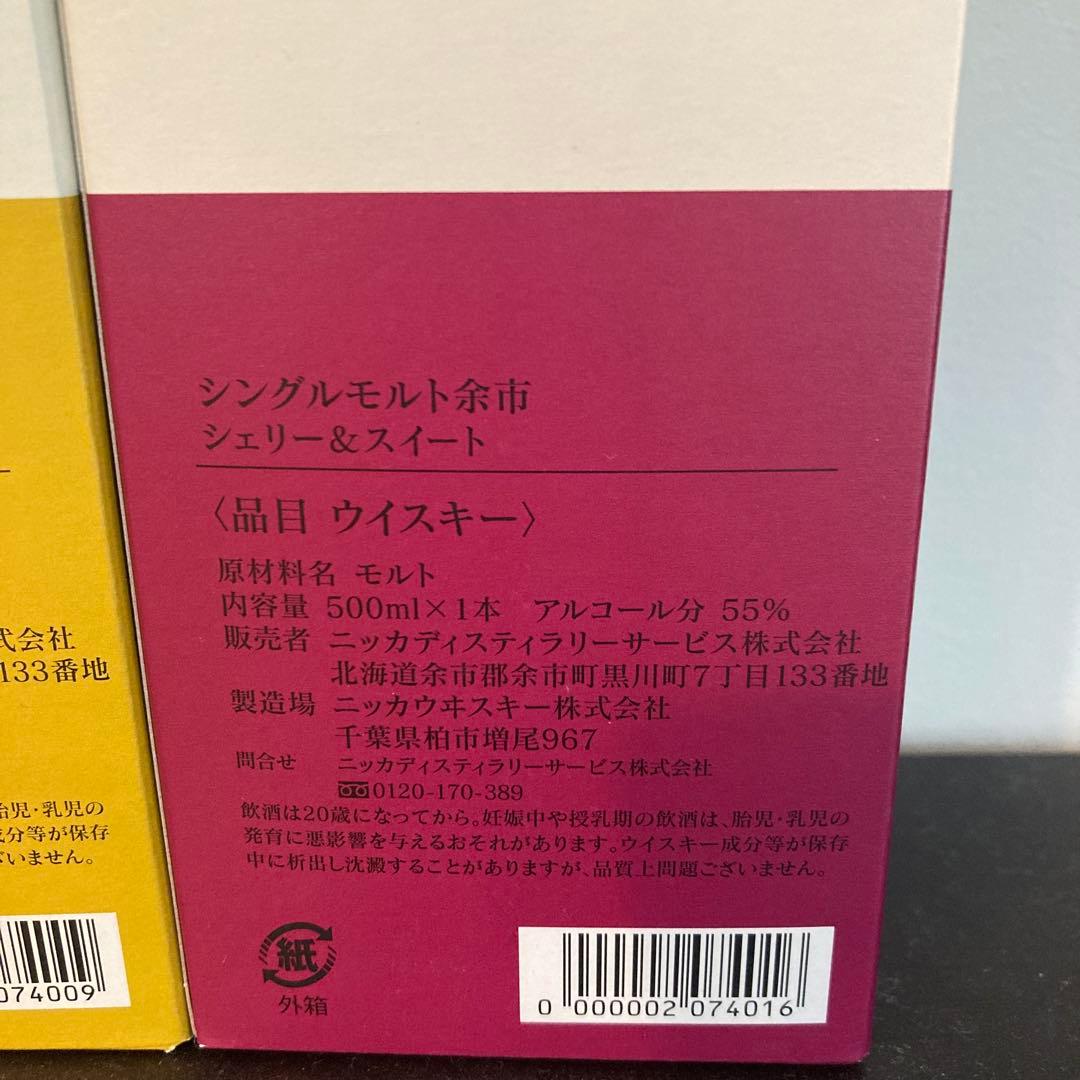 シングルモルト余市
シェリー&スイート
〈品目 ウイスキー〉
原材料名 モルト
内容量 500ml×1本 アルコール分 55%
販売者 ニッカディスティラリーサービス株式会社
北海道余市郡余市町黒川町7丁目133番地
製造場 ニッカウヰスキー株式会社
千葉県柏市増尾967
問合せ ニッカディスティラリーサービス株式会社
0120-170-389
飲酒は20歳になってから。妊娠中や授乳期の飲酒は、胎児・乳児の
発育に悪影響を与えるおそれがあります。ウイスキー成分等が保存
中に析出し沈澱することがありますが、品質上問題ございません。
紙
外箱
0 000002 074016
式会社
133番地
胎児・乳児の
成分等が保存
ざいません。
074009